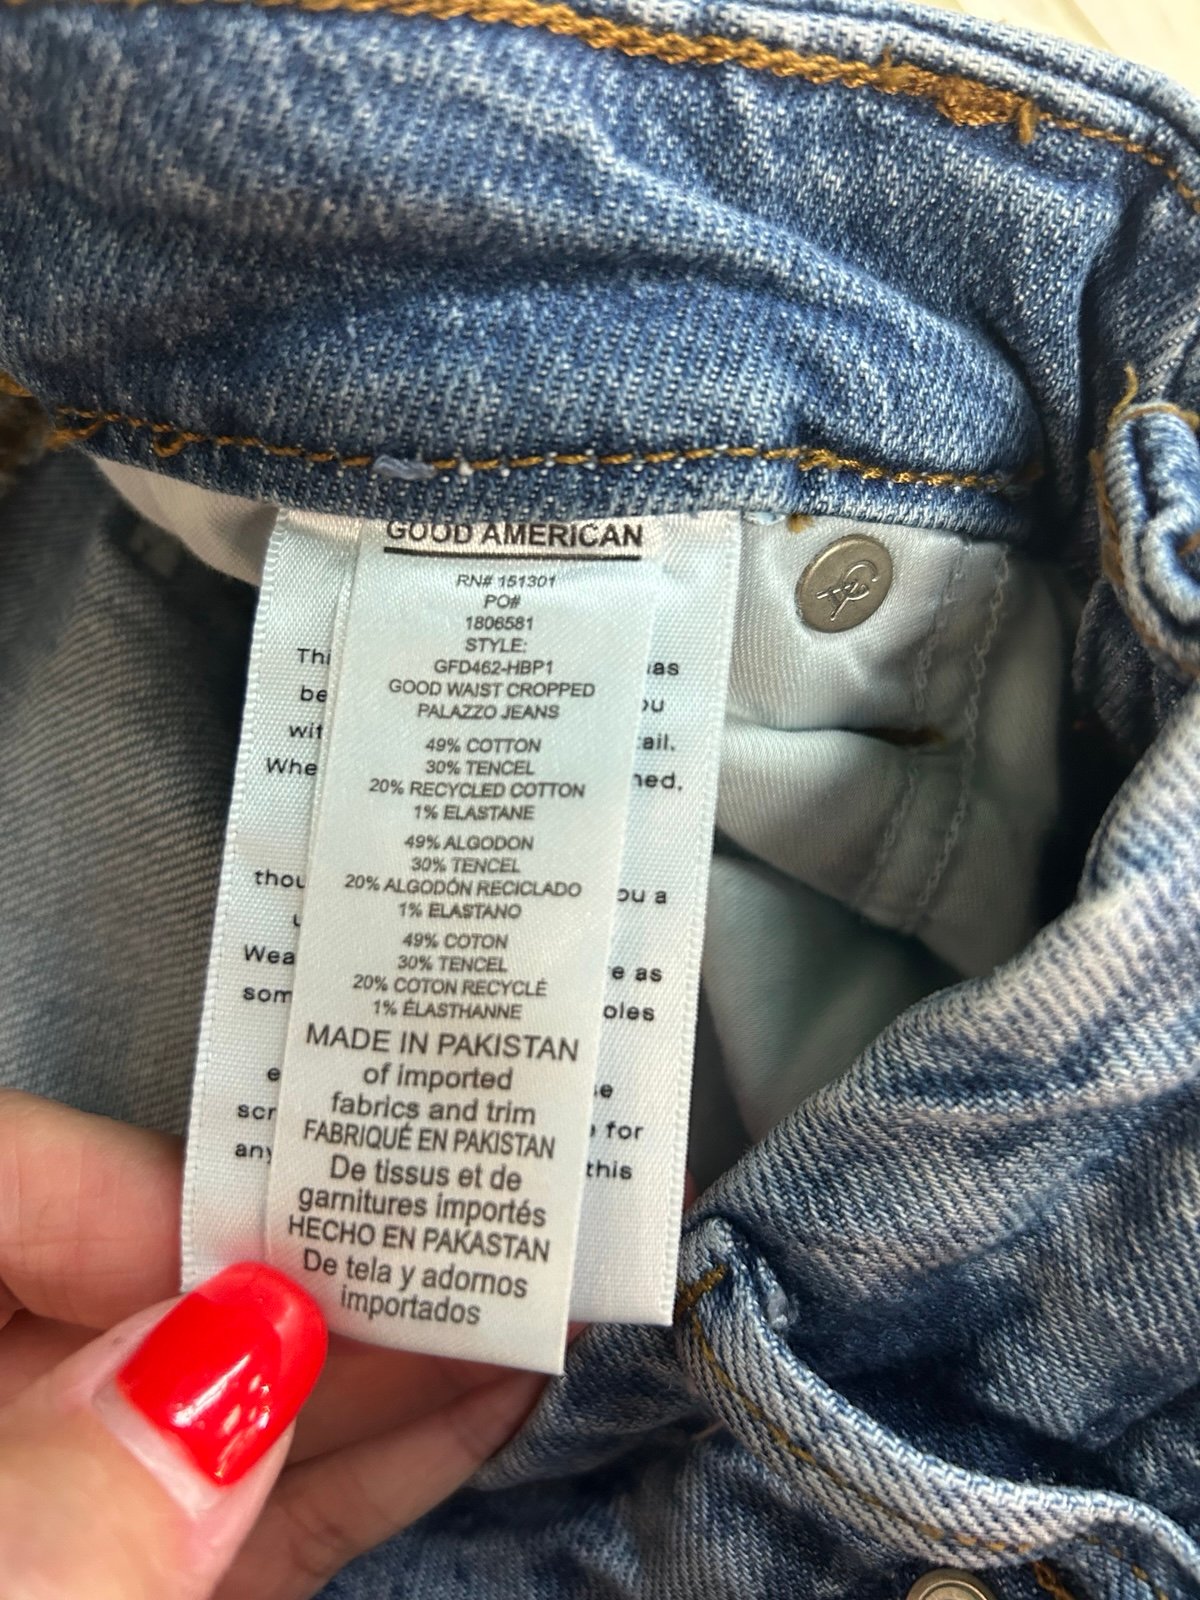 GOOD AMERICAN
RN# 151301
PO#
1806581
STYLE:
GFD462-HBP1
GOOD WAIST CROPPED
PALAZZO JEANS
49% COTTON
30% TENCEL
20% RECYCLED COTTON
1% ELASTANE
49% ALGODON
30% TENCEL
20% ALGODÓN RECICLADO
1% ELASTANO
49% COTON
30% TENCEL
20% COTON RECYCLÉ
1% ÉLASTHANNE
MADE IN PAKISTAN
of imported
fabrics and trim
FABRIQUÉ EN PAKISTAN
De tissus et de
garnitures importés
HECHO EN PAKASTAN
De tela y adornos
importados
a
as
for
this